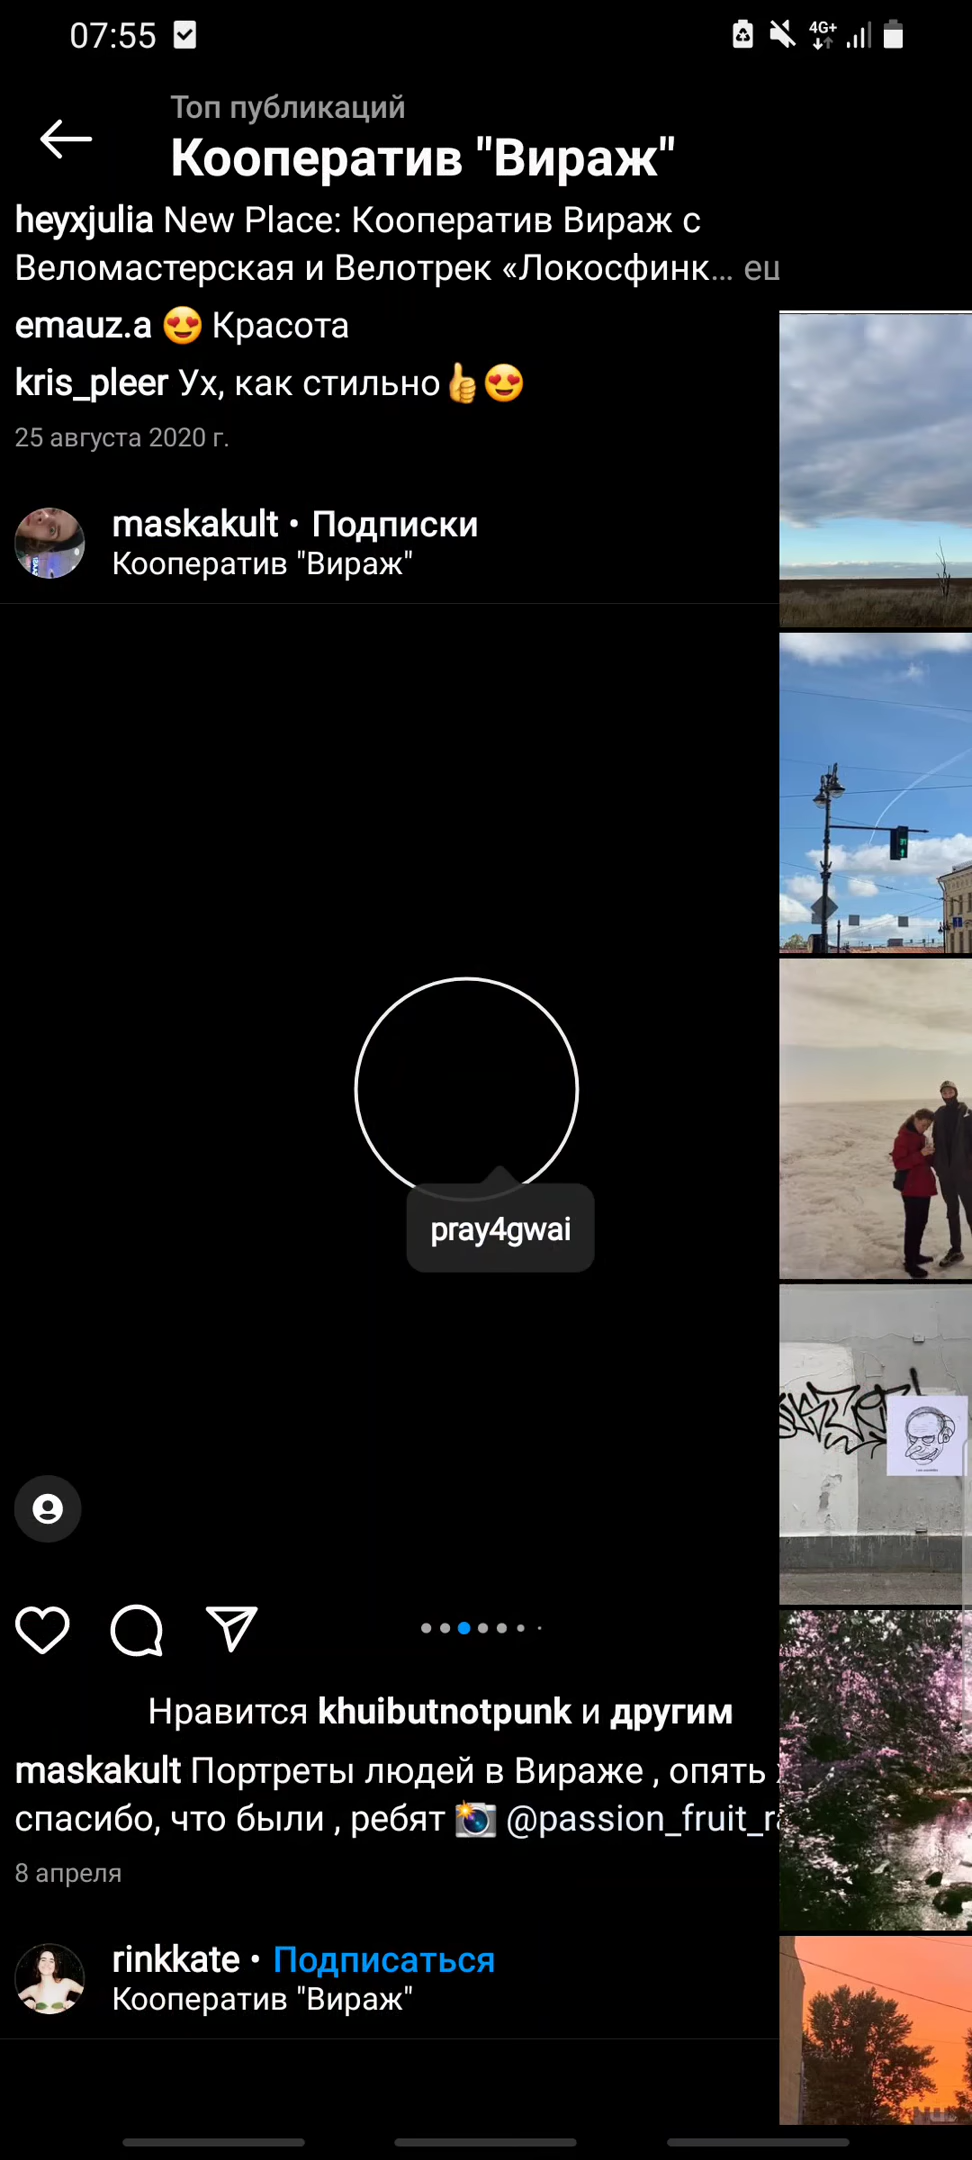 07:55
4G+
Топ публикаций
Кооператив "Вираж"
heyxjulia New Place: Кооператив Вираж с
Веломастерская и Велотрек «Локосфинк... ещ
emauz.a 😍 Красота
kris_pleer Ух, как стильно👍😍
25 августа 2020 г.
maskakult • Подписки
Кооператив "Вираж"
pray4gwai
Нравится khuibutnotpunk и другим
maskakult Портреты людей в Вираже , опять
спасибо, что были , ребят 📸 @passion_fruit_ra
8 апреля
rinkkate • Подписаться
Кооператив "Вираж"